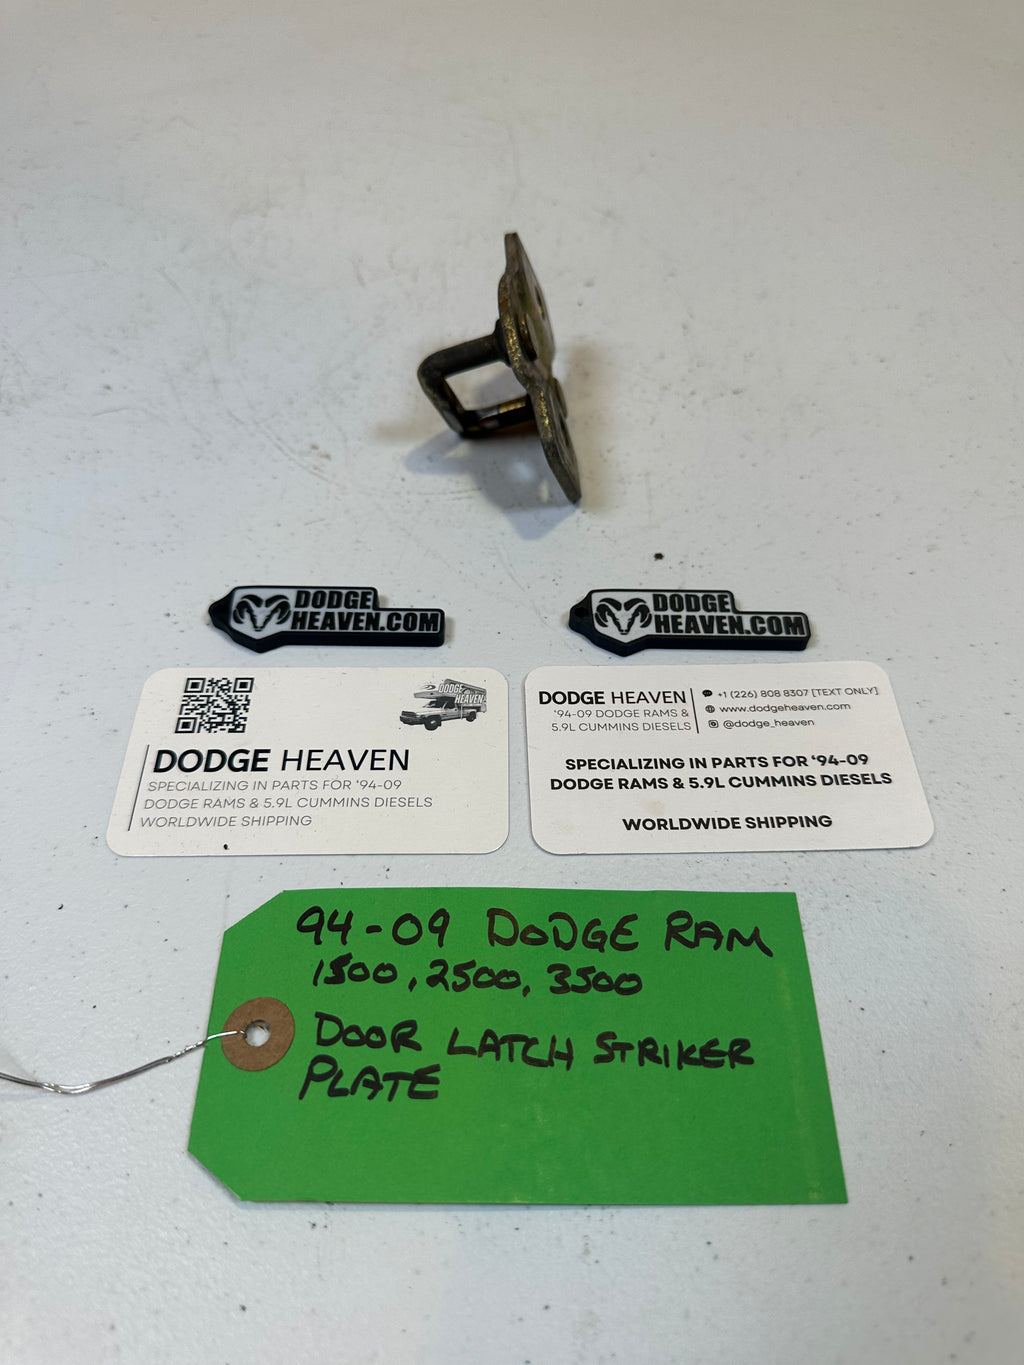 DODGE
HEAVEN.COM
DODGE
HEAVEN.COM
DODGE
HEAVEN
DODGE HEAVEN
SPECIALIZING IN PARTS FOR '94-09
DODGE RAMS & 5.9L CUMMINS DIESELS
WORLDWIDE SHIPPING
DODGE HEAVEN
'94-09 DODGE RAMS &
5.9L CUMMINS DIESELS
+1 (226) 808 8307 [TEXT ONLY]
www.dodgeheaven.com
@dodge_heaven
SPECIALIZING IN PARTS FOR '94-09
DODGE RAMS & 5.9L CUMMINS DIESELS
WORLDWIDE SHIPPING
94-09 DODGE RAM
1500, 2500, 3500
DOOR LATCH STRIKER
PLATE